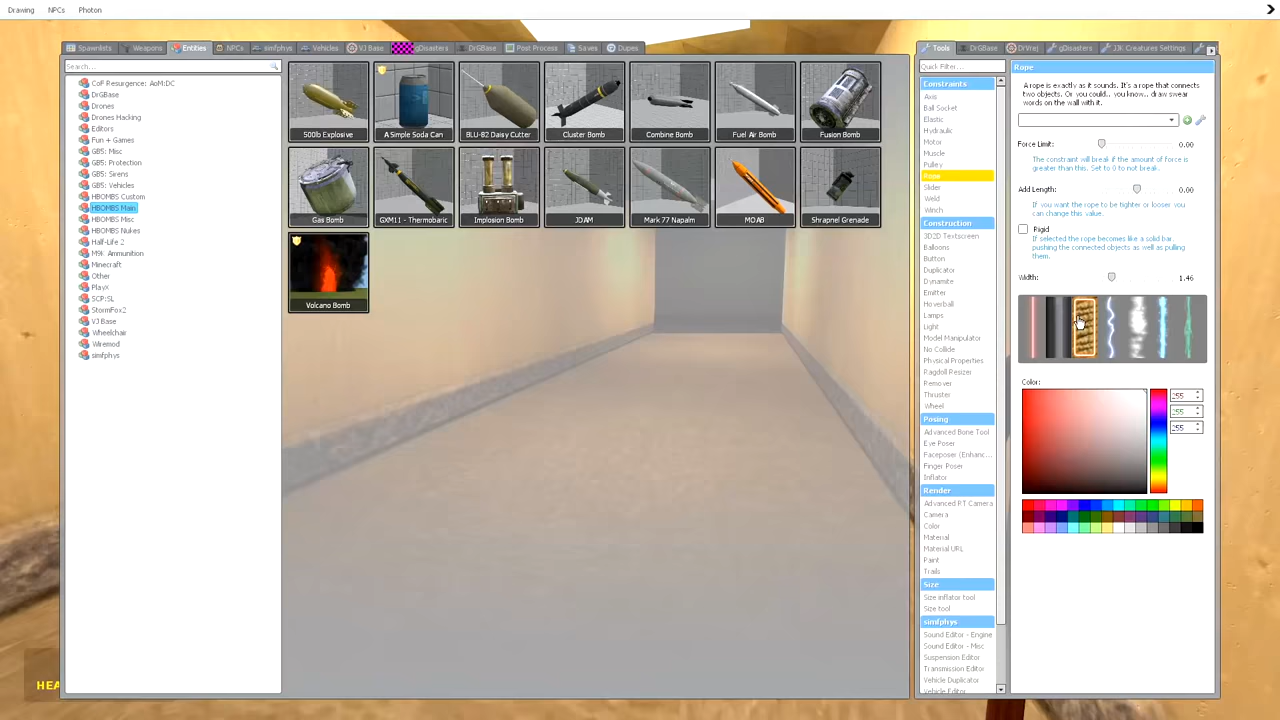 Drawing NPCs Photon
Spawnlists Weapons Entities NPCs simfphys Vehicles VJ Base gDisasters DrGBase Post Process Saves Dupes
Search...
CoF Resurgence: AoM:DC
DrGBase
Drones
Drones Hacking
Editors
Fun + Games
GB5: Misc
GB5: Protection
GB5: Sirens
GB5: Vehicles
HBOMBS Custom
HBOMBS Main
HBOMBS Misc
HBOMBS Nukes
Half-Life 2
M9k Ammunition
Minecraft
Other
PlayX
SCP:SL
StormFox2
VJ Base
Wheelchair
Wiremod
simfphys
500lb Explosive A Simple Soda Can BLU-82 Daisy Cutter Cluster Bomb Combine Bomb Fuel Air Bomb Fusion Bomb
Gas Bomb GXM11 - Thermobaric Implosion Bomb JDAM Mark 77 Napalm MOAB Shrapnel Grenade
Volcano Bomb
HEA
Tools DrGBase DrVrej gDisasters JJK Creatures Settings
Quick Filter...
Constraints
Axis
Ball Socket
Elastic
Hydraulic
Motor
Muscle
Pulley
Rope
Slider
Weld
Winch
Construction
3D2D Textscreen
Balloons
Button
Duplicator
Dynamite
Emitter
Hoverball
Lamps
Light
Model Manipulator
No Collide
Physical Properties
Ragdoll Resizer
Remover
Thruster
Wheel
Posing
Advanced Bone Tool
Eye Poser
Faceposer (Enhanc...
Finger Poser
Inflator
Render
Advanced RT Camera
Camera
Color
Material
Material URL
Paint
Trails
Size
Size inflator tool
Size tool
simfphys
Sound Editor - Engine
Sound Editor - Misc
Suspension Editor
Transmission Editor
Vehicle Duplicator
Vehicle Editor
Rope
A rope is exactly as it sounds. It's a rope that connects
two objects. Or you could.. you know.. draw swear
words on the wall with it.
Force Limit: 0.00
The constraint will break if the amount of force is
greater than this. Set to 0 to not break.
Add Length: 0.00
If you want the rope to be tighter or looser you
can change this value.
Rigid
If selected the rope becomes like a solid bar,
pushing the connected objects as well as pulling
them.
Width: 1.46
Color:
255
255
255